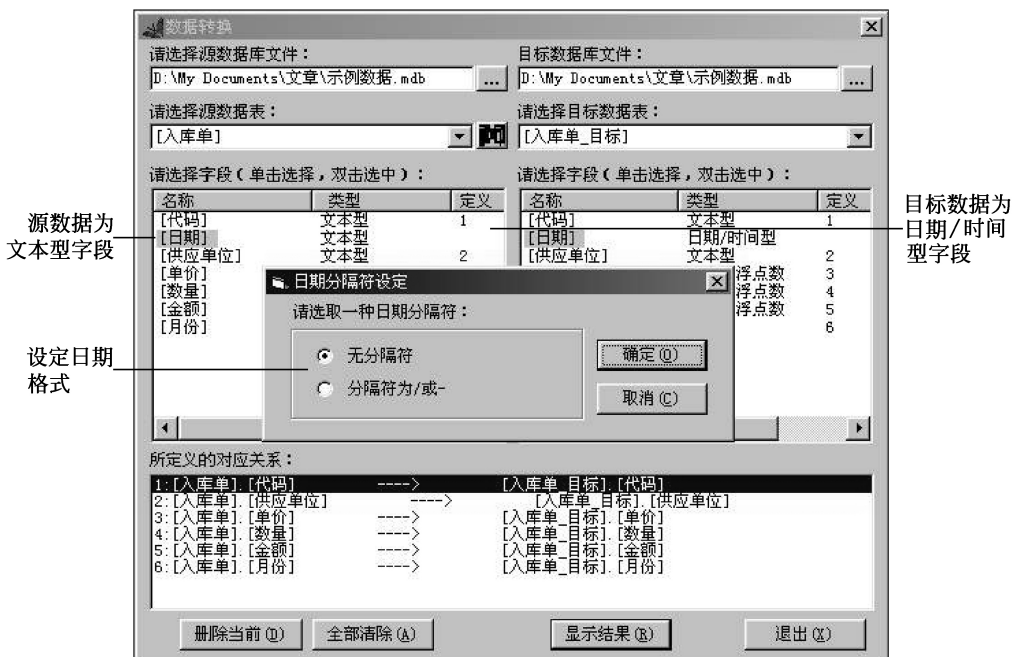 数据转换
请选择源数据库文件：
目标数据库文件：
D:\My Documents\文章\示例数据.mdb
...
D:\My Documents\文章\示例数据.mdb
...
请选择源数据表：
请选择目标数据表：
[入库单]
[入库单_目标]
请选择字段(单击选择,双击选中)：
请选择字段(单击选择,双击选中)：
名称 类型 定义
名称 类型 定义
[代码] 文本型 1
[代码] 文本型 1
[日期] 文本型
[日期] 日期/时间型
[供应单位] 文本型 2
[供应单位] 文本型 2
[单价]
浮点数 3
[数量]
浮点数 4
[金额]
浮点数 5
[月份]
6
源数据为
文本型字段
目标数据为
日期/时间
型字段
日期分隔符设定
请选取一种日期分隔符：
无分隔符
分隔符为/或-
确定(O)
取消(C)
设定日期
格式
所定义的对应关系：
1:[入库单].[代码] ----> [入库单_目标].[代码]
2:[入库单].[供应单位] ----> [入库单_目标].[供应单位]
3:[入库单].[单价] ----> [入库单_目标].[单价]
4:[入库单].[数量] ----> [入库单_目标].[数量]
5:[入库单].[金额] ----> [入库单_目标].[金额]
6:[入库单].[月份] ----> [入库单_目标].[月份]
删除当前(D)
全部清除(A)
显示结果(R)
退出(X)